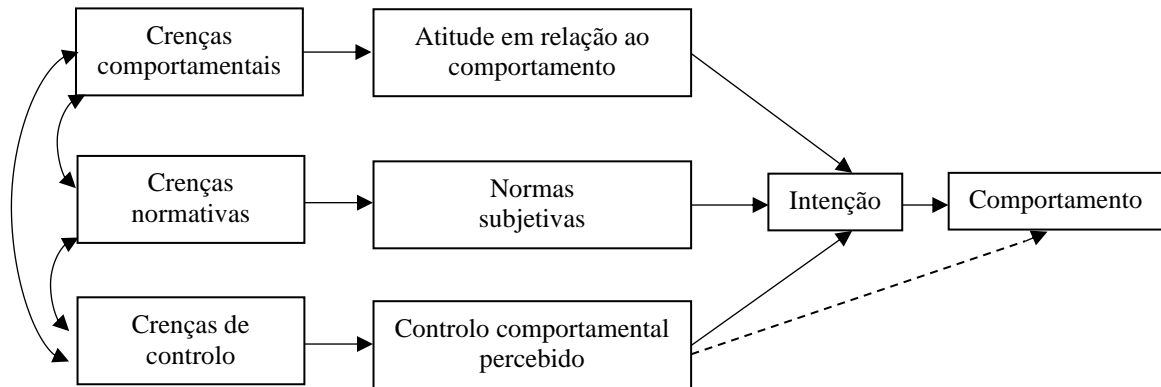 Crenças
comportamentais
Atitude em relação ao
comportamento
Crenças
normativas
Normas
subjetivas
Intenção
Comportamento
Crenças de
controlo
Controlo comportamental
percebido